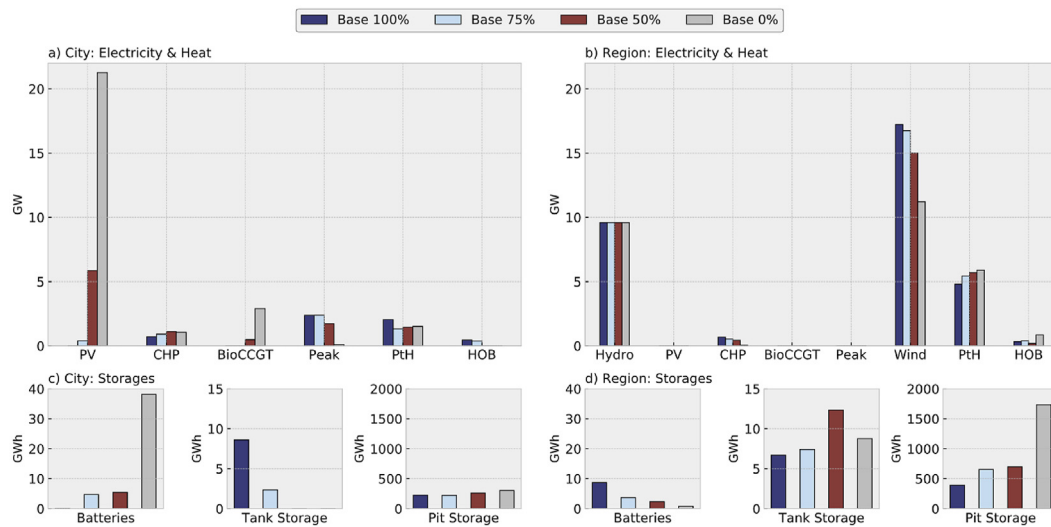 Base 100% Base 75% Base 50% Base 0%
a) City: Electricity & Heat
20
15
10
5
0
GW
PV CHP BioCCGT Peak PtH HOB
b) Region: Electricity & Heat
20
15
10
5
0
GW
Hydro PV CHP BioCCGT Peak Wind PtH HOB
c) City: Storages
40
30
20
10
0
GWh
Batteries
15
10
5
0
GWh
Tank Storage
2000
1500
1000
500
0
GWh
Pit Storage
d) Region: Storages
40
30
20
10
0
GWh
Batteries
15
10
5
0
GWh
Tank Storage
2000
1500
1000
500
0
GWh
Pit Storage